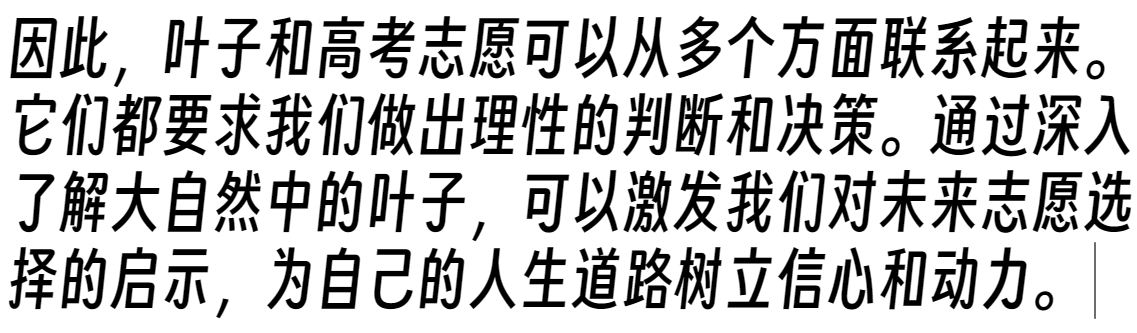 因此，叶子和高考志愿可以从多个方面联系起来。
它们都要求我们做出理性的判断和决策。通过深入
了解大自然中的叶子，可以激发我们对未来志愿选
择的启示，为自己的人生道路树立信心和动力。